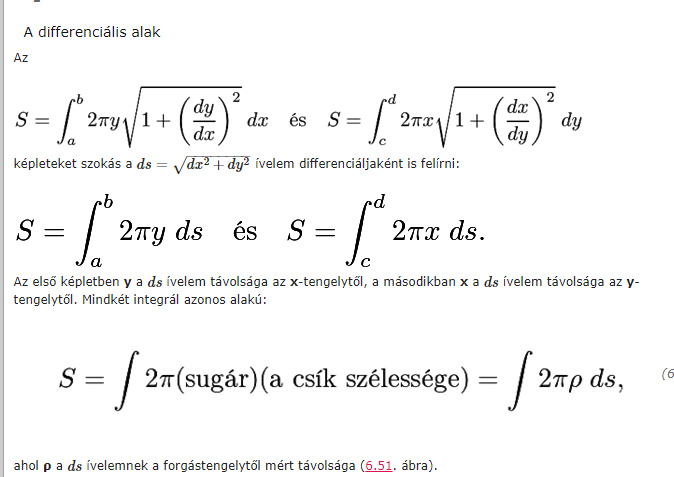 A differenciális alak
Az
S = ∫_a^b 2πy √(1 + (dy/dx)^2) dx és S = ∫_c^d 2πx √(1 + (dx/dy)^2) dy
képleteket szokás a ds = √(dx² + dy²) ívelem differenciáljaként is felírni:
S = ∫_a^b 2πy ds és S = ∫_c^d 2πx ds.
Az első képletben y a ds ívelem távolsága az x-tengelytől, a másodikban x a ds ívelem távolsága az y-
tengelytől. Mindkét integrál azonos alakú:
S = ∫ 2π(sugár)(a csík szélessége) = ∫ 2πρ ds, (6
ahol ρ a ds ívelemnek a forgástengelytől mért távolsága (6.51. ábra).